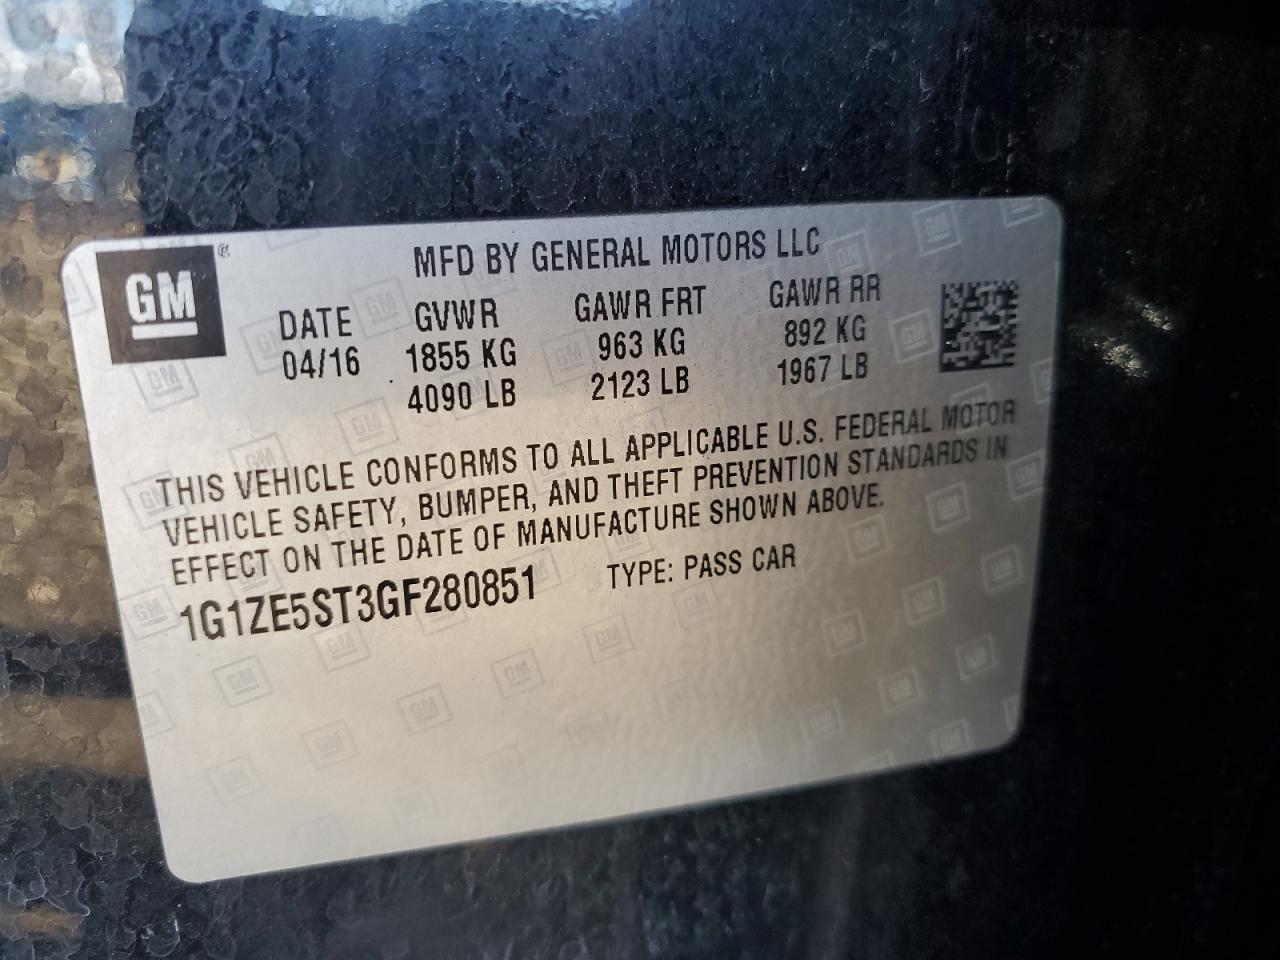 GM ®
MFD BY GENERAL MOTORS LLC
DATE GVWR GAWR FRT GAWR RR
04/16 1855 KG 963 KG 892 KG
4090 LB 2123 LB 1967 LB
THIS VEHICLE CONFORMS TO ALL APPLICABLE U.S. FEDERAL MOTOR
VEHICLE SAFETY, BUMPER, AND THEFT PREVENTION STANDARDS IN
EFFECT ON THE DATE OF MANUFACTURE SHOWN ABOVE.
1G1ZE5ST3GF280851 TYPE: PASS CAR